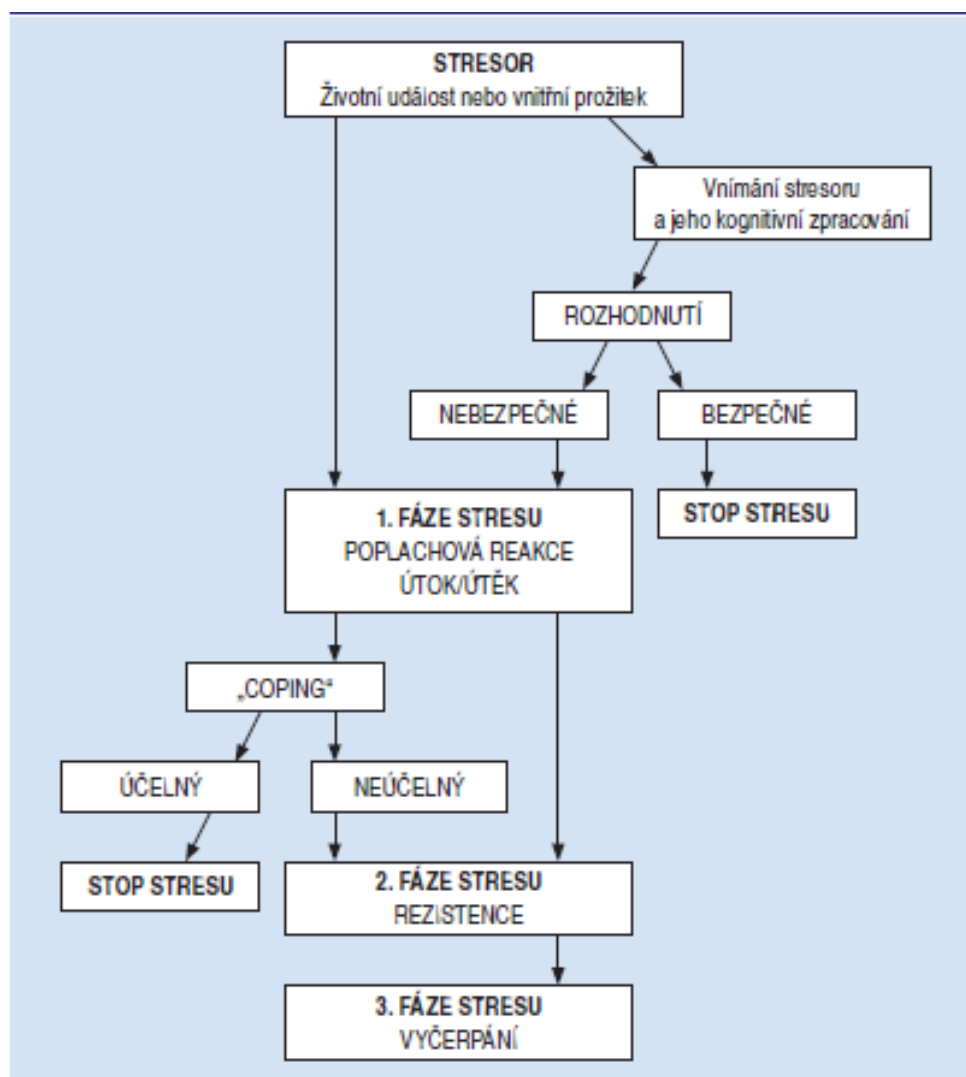 STRESOR
Životní událost nebo vnitřní prožitek
Vnímání stresoru
a jeho kognitivní zpracování
ROZHODNUTÍ
NEBEZPEČNÉ
BEZPEČNÉ
STOP STRESU
1. FÁZE STRESU
POPLACHOVÁ REAKCE
ÚTOK/ÚTĚK
„COPING“
ÚČELNÝ
NEÚČELNÝ
STOP STRESU
2. FÁZE STRESU
REZISTENCE
3. FÁZE STRESU
VYČERPÁNÍ